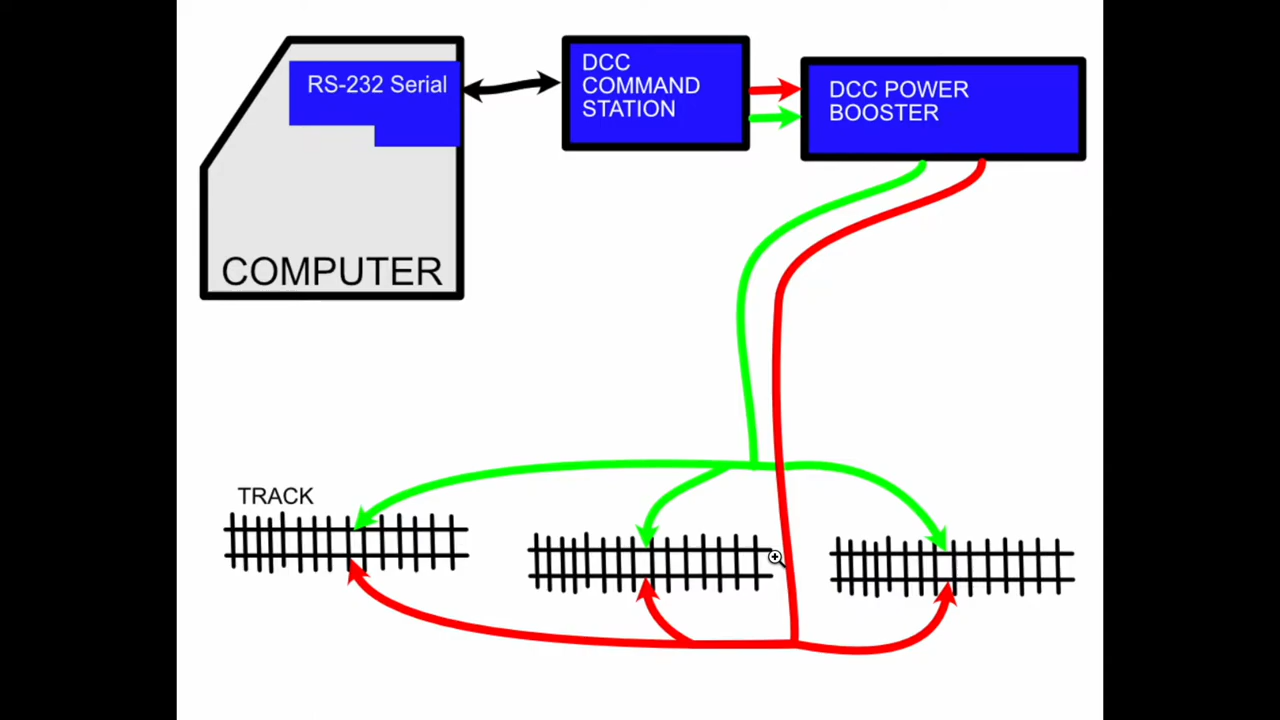 RS-232 Serial
COMPUTER
DCC
COMMAND
STATION
DCC POWER
BOOSTER
TRACK